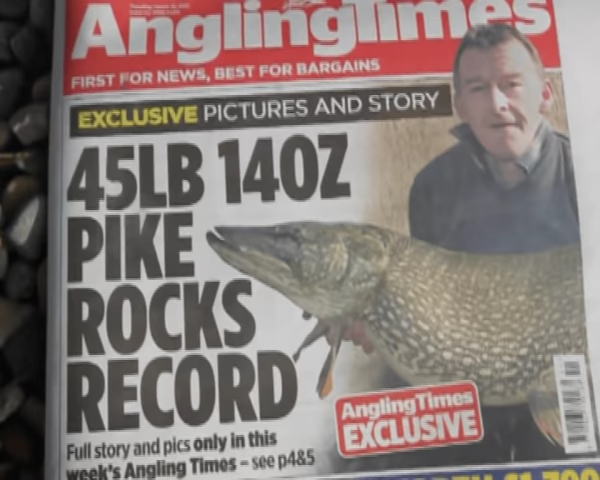 AnglingTimes
FIRST FOR NEWS, BEST FOR BARGAINS
EXCLUSIVE PICTURES AND STORY
45LB 14OZ
PIKE
ROCKS
RECORD
Full story and pics only in this
week's Angling Times – see p4&5
AnglingTimes
EXCLUSIVE